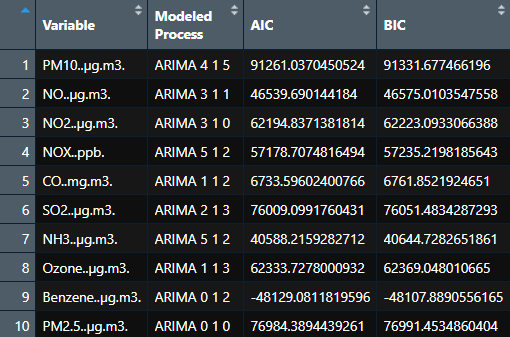 Variable Modeled Process AIC BIC
1 PM10..µg.m3. ARIMA 4 1 5 91261.0370450524 91331.677466196
2 NO..µg.m3. ARIMA 3 1 1 46539.690144184 46575.0103547558
3 NO2..µg.m3. ARIMA 3 1 0 62194.8371381814 62223.0933066388
4 NOX..ppb. ARIMA 5 1 2 57178.7074816494 57235.2198185643
5 CO..mg.m3. ARIMA 1 1 2 6733.59602400766 6761.8521924651
6 SO2..µg.m3. ARIMA 2 1 3 76009.0991760431 76051.4834287293
7 NH3..µg.m3. ARIMA 5 1 2 40588.2159282712 40644.7282651861
8 Ozone..µg.m3. ARIMA 1 1 3 62333.7278000932 62369.048010665
9 Benzene..µg.m3. ARIMA 0 1 2 -48129.0811819596 -48107.8890556165
10 PM2.5..µg.m3. ARIMA 0 1 0 76984.3894439261 76991.4534860404